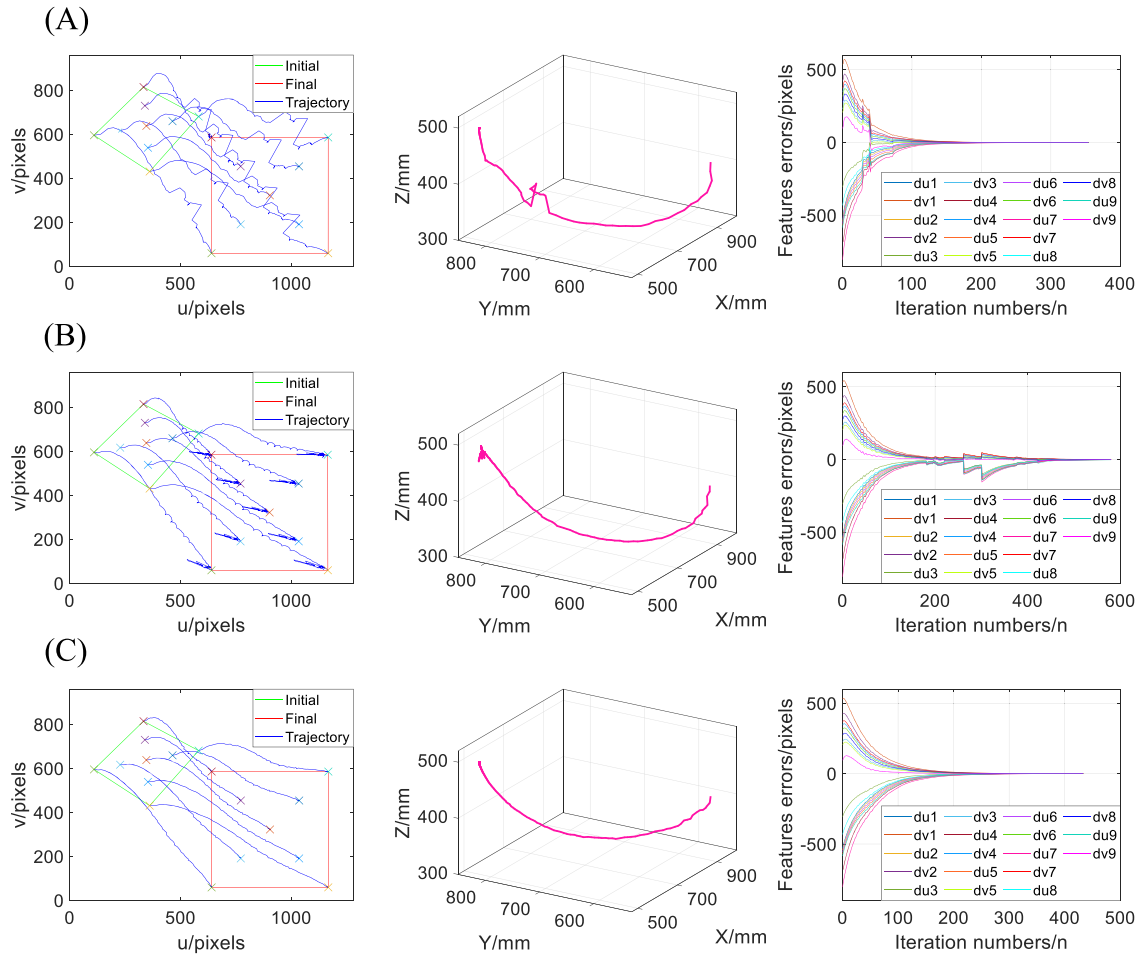 (A)
800
600
400
200
0
0
500
1000
v/pixels
u/pixels
Initial
Final
Trajectory
500
400
300
Z/mm
800
700
600
Y/mm
500
700
900
X/mm
500
0
-500
Features errors/pixels
0
100
200
300
400
Iteration numbers/n
du1 dv3 du6 dv8
dv1 du4 dv6 du9
du2 dv4 du7 dv9
dv2 du5 dv7
du3 dv5 du8
(B)
800
600
400
200
0
0
500
1000
v/pixels
u/pixels
Initial
Final
Trajectory
500
400
300
Z/mm
800
700
600
Y/mm
500
700
900
X/mm
500
0
-500
Features errors/pixels
0
200
400
600
Iteration numbers/n
du1 dv3 du6 dv8
dv1 du4 dv6 du9
du2 dv4 du7 dv9
dv2 du5 dv7
du3 dv5 du8
(C)
800
600
400
200
0
0
500
1000
v/pixels
u/pixels
Initial
Final
Trajectory
500
400
300
Z/mm
800
700
600
Y/mm
500
700
900
X/mm
500
0
-500
Features errors/pixels
0
100
200
300
400
500
Iteration numbers/n
du1 dv3 du6 dv8
dv1 du4 dv6 du9
du2 dv4 du7 dv9
dv2 du5 dv7
du3 dv5 du8